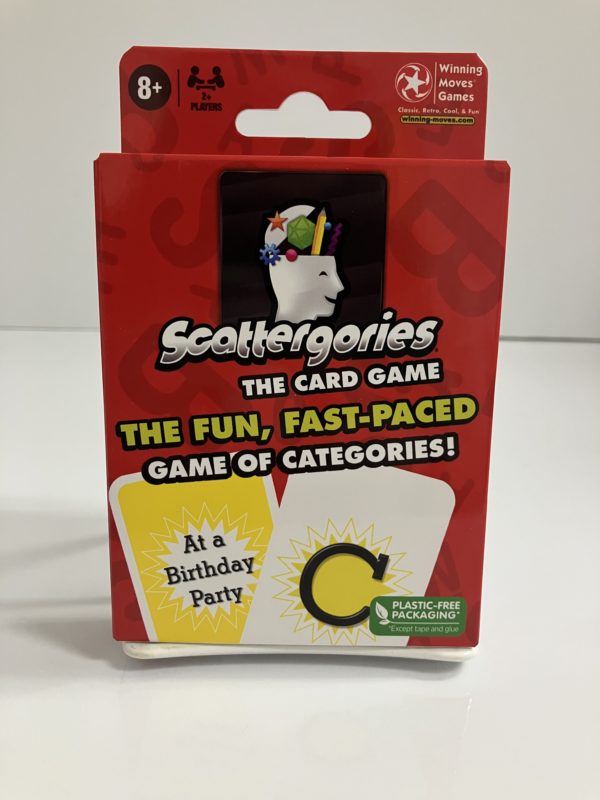 8+
2+
PLAYERS
Winning
Moves
Games
Classic, Retro, Cool, & Fun
winning-moves.com
Scattergories
THE CARD GAME
THE FUN, FAST-PACED
GAME OF CATEGORIES!
At a
Birthday
Party
C
PLASTIC-FREE
PACKAGING*
*Except tape and glue